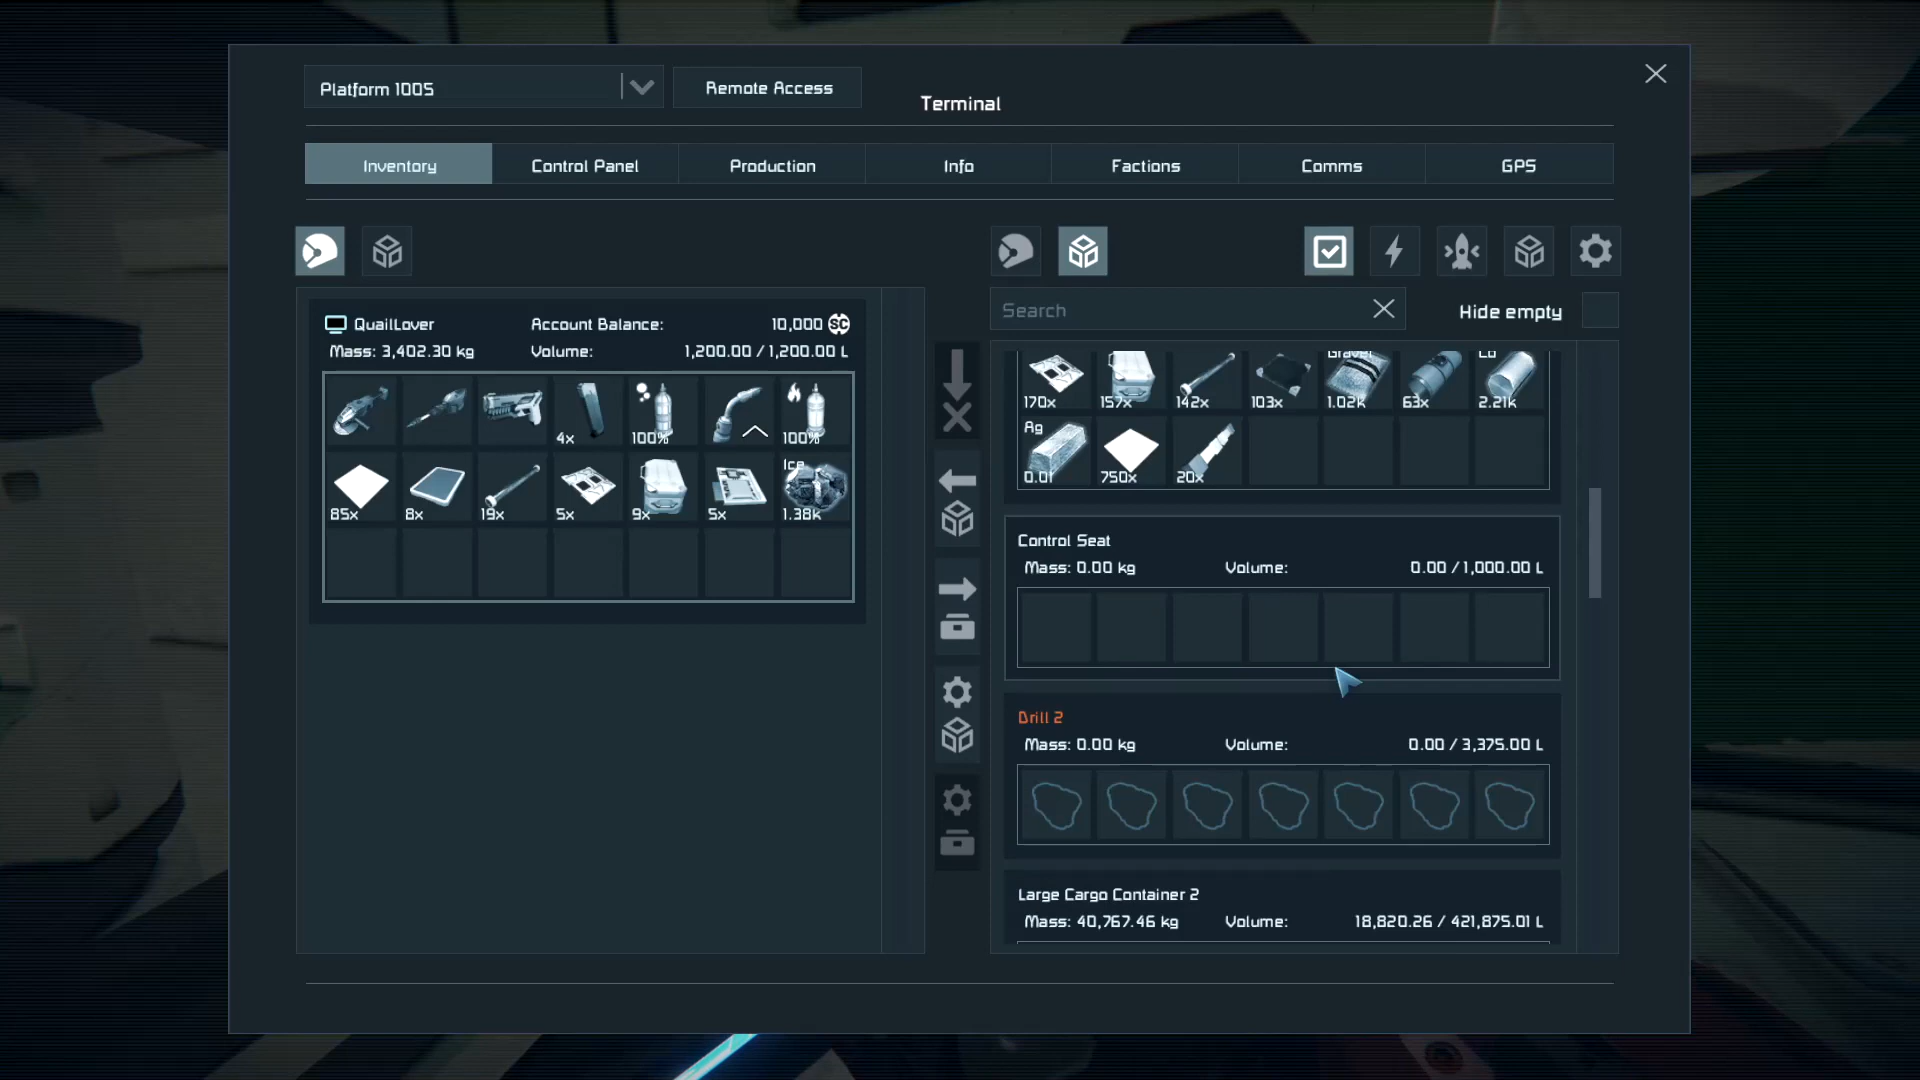 Platform 1005
Remote Access
Terminal
Inventory
Control Panel
Production
Info
Factions
Comms
GPS
QuailLover
Account Balance:
10,000 SC
Mass: 3,402.30 kg
Volume:
1,200.00 / 1,200.00 L
4x
100%
100%
85x
8x
19x
5x
9x
5x
Ice
1.38k
Search
Hide empty
170x
157x
142x
103x
Gravel
1.02k
63x
Co
2.21k
Ag
0.01
750x
20x
Control Seat
Mass: 0.00 kg
Volume:
0.00 / 1,000.00 L
Drill 2
Mass: 0.00 kg
Volume:
0.00 / 3,375.00 L
Large Cargo Container 2
Mass: 40,767.46 kg
Volume:
18,820.26 / 421,875.01 L